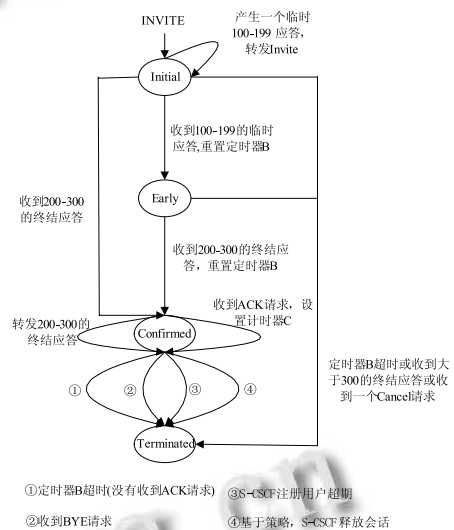 INVITE
产生一个临时
100-199 应答,
转发Invite
Initial
收到100-199的临时
应答,重置定时器B
Early
收到200-300
的终结应答
收到200-300的终结应
答，重置定时器B
收到ACK请求，设
置计时器C
转发200-300的
终结应答
Confirmed
定时器B超时或收到大
于300的终结应答或收
到一个Cancel请求
① ② ③ ④
Terminated
①定时器B超时(没有收到ACK请求) ③S-CSCF注册用户超期
②收到BYE请求 ④基于策略，S-CSCF释放会话